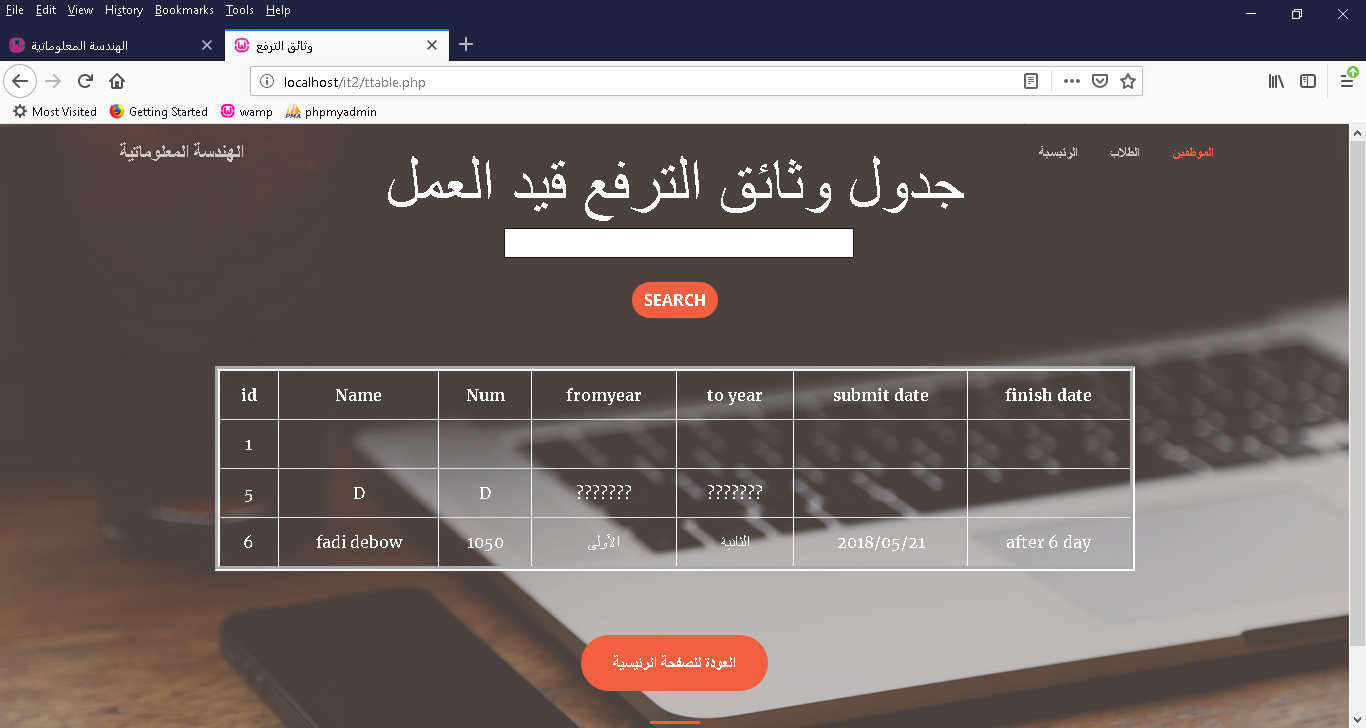 File Edit View History Bookmarks Tools Help
الهندسة المعلوماتية
وثائق الترفع
localhost/it2/ttable.php
Most Visited Getting Started wamp phpmyadmin
الهندسة المعلوماتية
الرئيسية الطلاب الموظفين
جدول وثائق الترفع قيد العمل
SEARCH
id Name Num fromyear to year submit date finish date
1
5 D D ??????? ???????
6 fadi debow 1050 الأولى الثانية 2018/05/21 after 6 day
العودة للصفحة الرئيسية